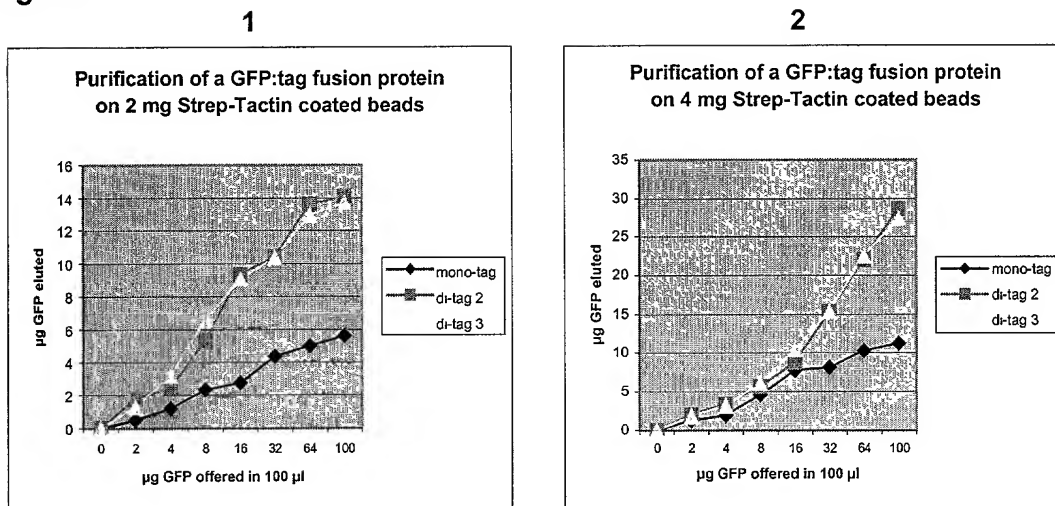 1
Purification of a GFP:tag fusion protein
on 2 mg Strep-Tactin coated beads
16
14
12
10
8
6
4
2
0
µg GFP eluted
0 2 4 8 16 32 64 100
µg GFP offered in 100 µl
mono-tag
di-tag 2
di-tag 3
2
Purification of a GFP:tag fusion protein
on 4 mg Strep-Tactin coated beads
35
30
25
20
15
10
5
0
µg GFP eluted
0 2 4 8 16 32 64 100
µg GFP offered in 100 µl
mono-tag
di-tag 2
di-tag 3